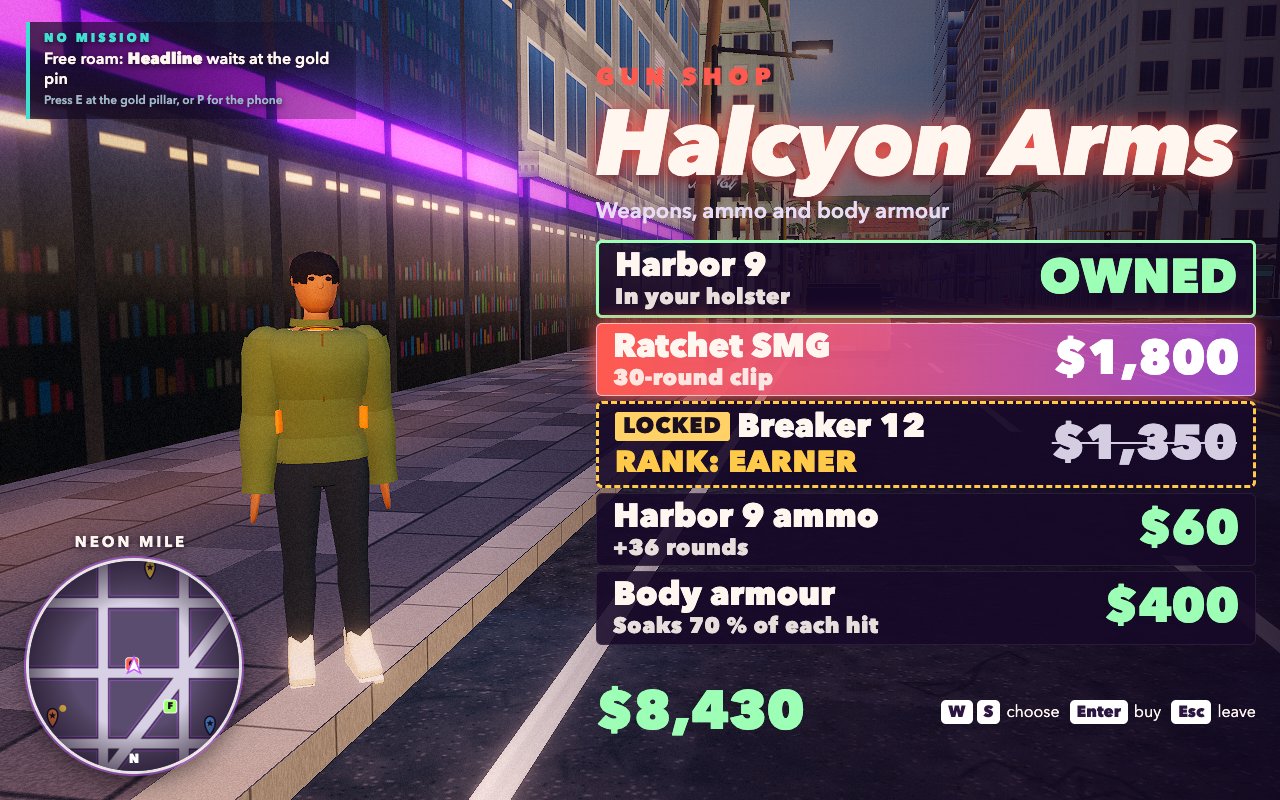 NO MISSION
Free roam: Headline waits at the gold
pin
Press E at the gold pillar, or P for the phone
GUN SHOP
Halcyon Arms
Weapons, ammo and body armour
Harbor 9
In your holster
OWNED
Ratchet SMG
30-round clip
$1,800
LOCKED Breaker 12
RANK: EARNER
$1,350
Harbor 9 ammo
+36 rounds
$60
Body armour
Soaks 70 % of each hit
$400
NEON MILE
F
N
$8,430
W S choose Enter buy Esc leave